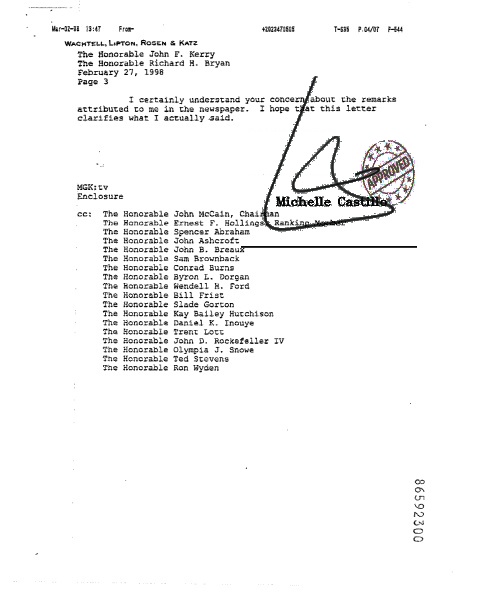 Mar-02-98 13:47 From- +2023473505 T-535 P.04/07 F-544
WACHTELL, LIPTON, ROSEN & KATZ
The Honorable John F. Kerry
The Honorable Richard H. Bryan
February 27, 1998
Page 3
I certainly understand your concern about the remarks
attributed to me in the newspaper. I hope that this letter
clarifies what I actually said.
APPROVED
Michelle Castillo
MGK:tv
Enclosure
cc: The Honorable John McCain, Chairman
The Honorable Ernest F. Hollings, Ranking Member
The Honorable Spencer Abraham
The Honorable John Ashcroft
The Honorable John B. Breaux
The Honorable Sam Brownback
The Honorable Conrad Burns
The Honorable Byron L. Dorgan
The Honorable Wendell H. Ford
The Honorable Bill Frist
The Honorable Slade Gorton
The Honorable Kay Bailey Hutchison
The Honorable Daniel K. Inouye
The Honorable Trent Lott
The Honorable John D. Rockefeller IV
The Honorable Olympia J. Snowe
The Honorable Ted Stevens
The Honorable Ron Wyden
86592300